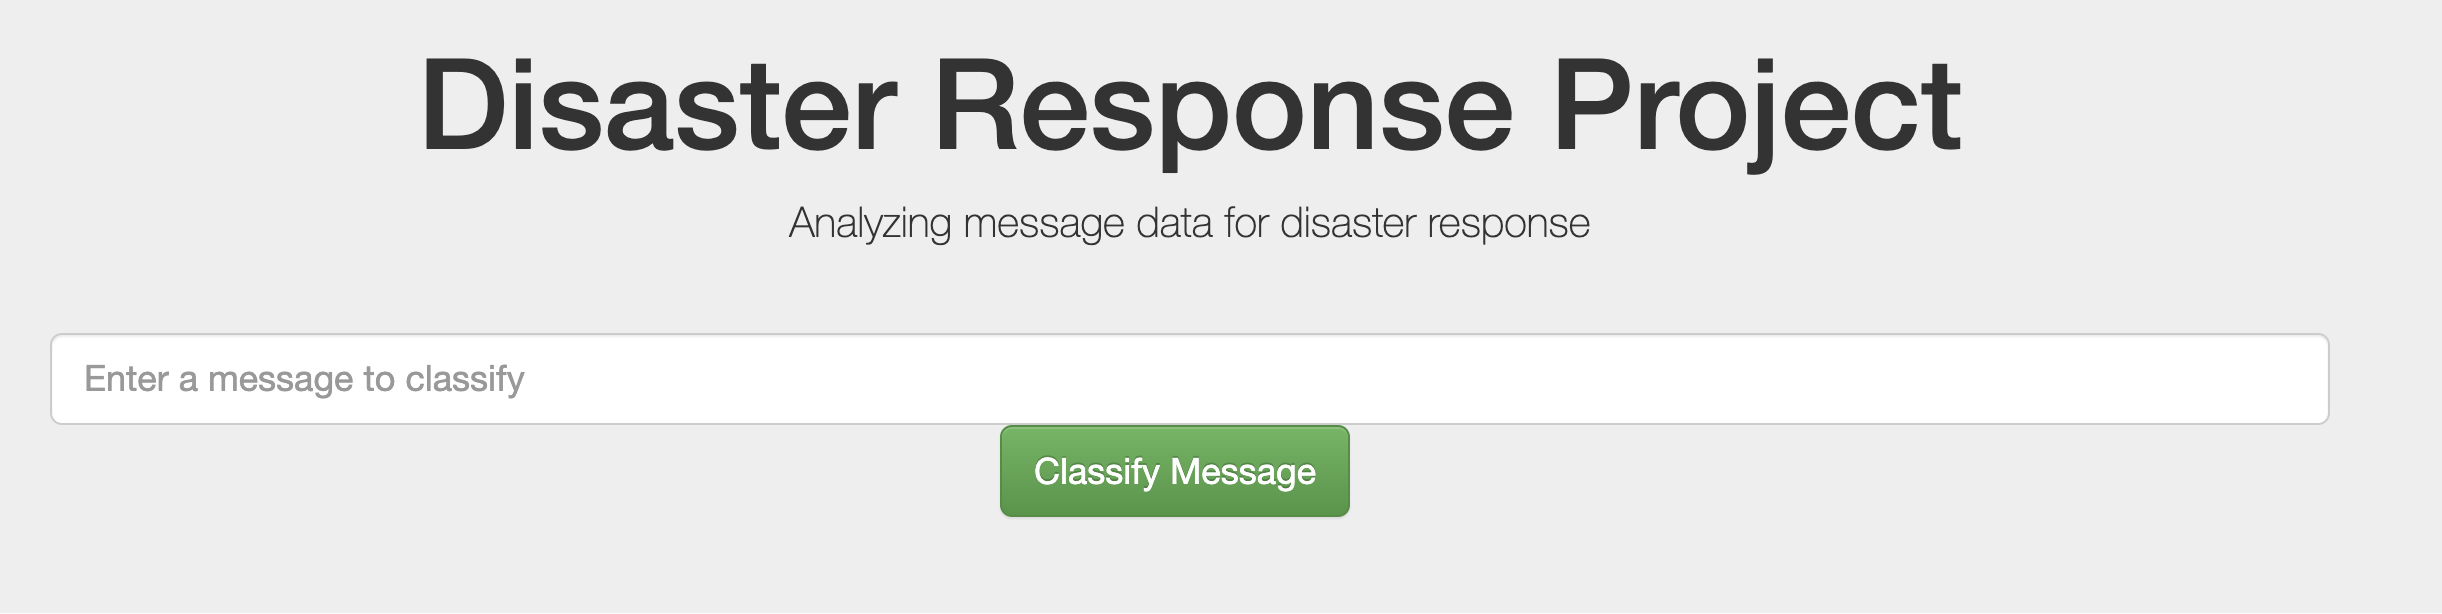 Disaster Response Project
Analyzing message data for disaster response
Enter a message to classify
Classify Message